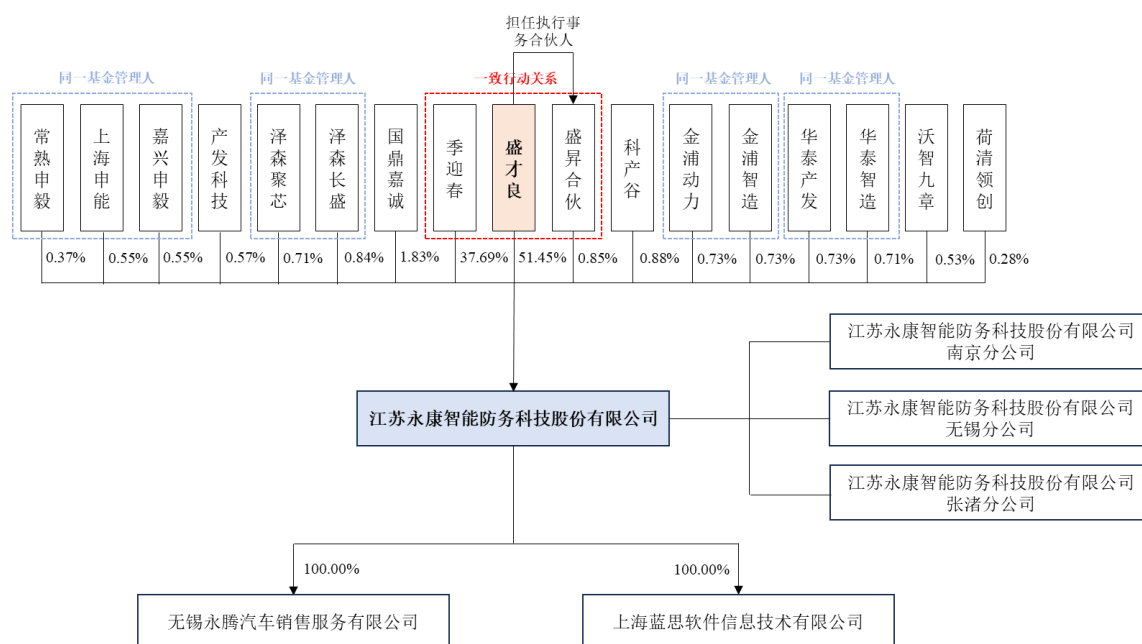 担任执行事
务合伙人
同一基金管理人
同一基金管理人
一致行动关系
同一基金管理人
同一基金管理人
常熟申毅
上海申能
嘉兴申毅
产发科技
泽森聚芯
泽森长盛
国鼎嘉诚
季迎春
盛才良
盛昇合伙
科产谷
金浦动力
金浦智造
华泰产发
华泰智造
沃智九章
荷清领创
0.37%
0.55%
0.55%
0.57%
0.71%
0.84%
1.83%
37.69%
51.45%
0.85%
0.88%
0.73%
0.73%
0.73%
0.71%
0.53%
0.28%
江苏永康智能防务科技股份有限公司
南京分公司
江苏永康智能防务科技股份有限公司
江苏永康智能防务科技股份有限公司
无锡分公司
江苏永康智能防务科技股份有限公司
张渚分公司
100.00%
100.00%
无锡永腾汽车销售服务有限公司
上海蓝思软件信息技术有限公司